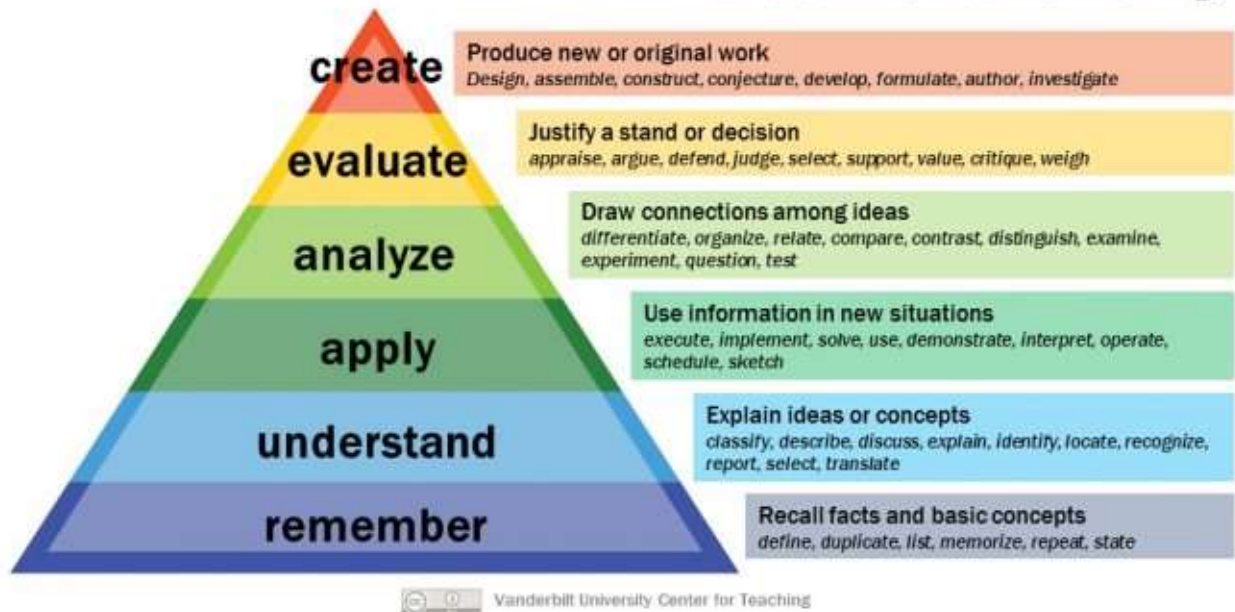 create
Produce new or original work
Design, assemble, construct, conjecture, develop, formulate, author, investigate
evaluate
Justify a stand or decision
appraise, argue, defend, judge, select, support, value, critique, weigh
analyze
Draw connections among ideas
differentiate, organize, relate, compare, contrast, distinguish, examine,
experiment, question, test
apply
Use information in new situations
execute, implement, solve, use, demonstrate, interpret, operate,
schedule, sketch
understand
Explain ideas or concepts
classify, describe, discuss, explain, identify, locate, recognize,
report, select, translate
remember
Recall facts and basic concepts
define, duplicate, list, memorize, repeat, state
cc
Vanderbilt University Center for Teaching